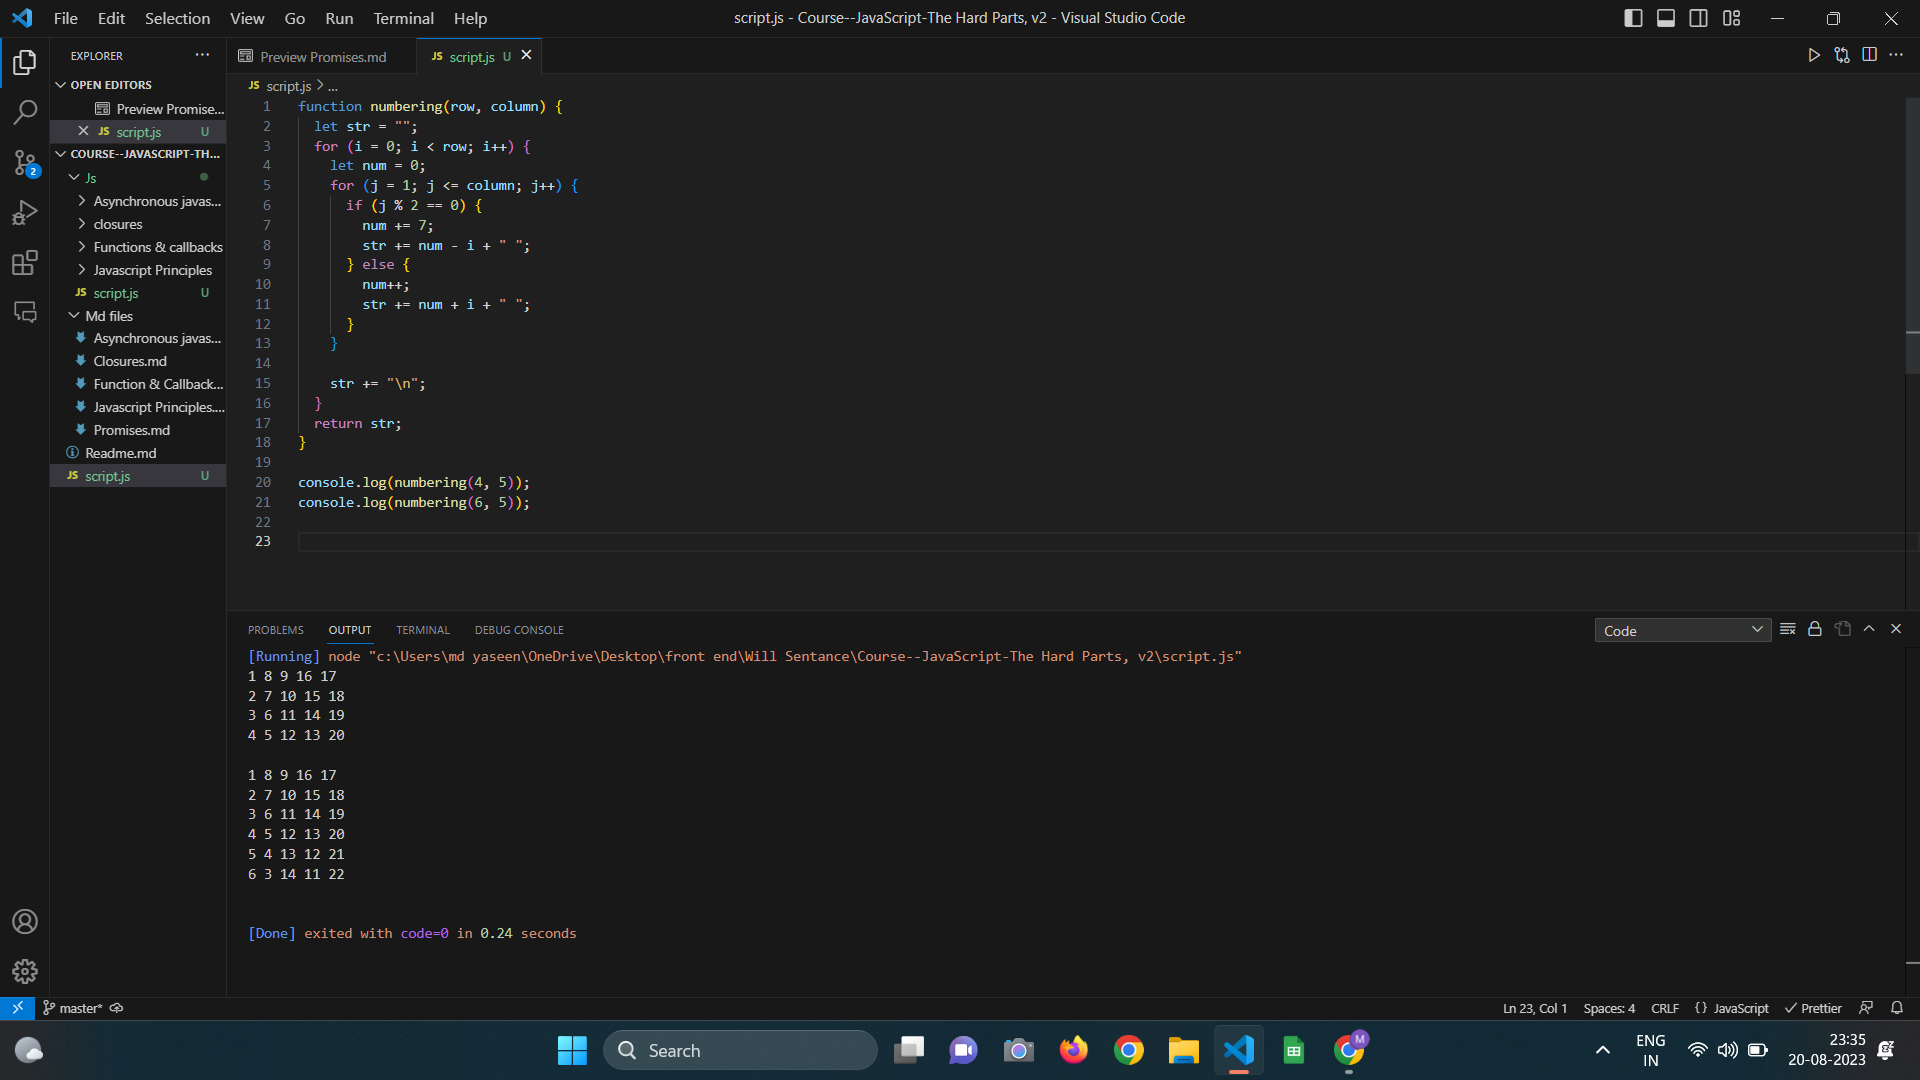 File Edit Selection View Go Run Terminal Help
script.js - Course--JavaScript-The Hard Parts, v2 - Visual Studio Code
EXPLORER
OPEN EDITORS
Preview Promise...
JS script.js U
COURSE--JAVASCRIPT-TH...
Js
Asynchronous javas...
closures
Functions & callbacks
Javascript Principles
JS script.js U
Md files
Asynchronous javas...
Closures.md
Function & Callback...
Javascript Principles....
Promises.md
Readme.md
JS script.js U
2
Preview Promises.md
JS script.js U
JS script.js > ...
1 function numbering(row, column) {
2 let str = "";
3 for (i = 0; i < row; i++) {
4 let num = 0;
5 for (j = 1; j <= column; j++) {
6 if (j % 2 == 0) {
7 num += 7;
8 str += num - i + " ";
9 } else {
10 num++;
11 str += num + i + " ";
12 }
13 }
14
15 str += "\n";
16 }
17 return str;
18 }
19
20 console.log(numbering(4, 5));
21 console.log(numbering(6, 5));
22
23
PROBLEMS OUTPUT TERMINAL DEBUG CONSOLE
Code
[Running] node "c:\Users\md yaseen\OneDrive\Desktop\front end\Will Sentance\Course--JavaScript-The Hard Parts, v2\script.js"
1 8 9 16 17
2 7 10 15 18
3 6 11 14 19
4 5 12 13 20
1 8 9 16 17
2 7 10 15 18
3 6 11 14 19
4 5 12 13 20
5 4 13 12 21
6 3 14 11 22
[Done] exited with code=0 in 0.24 seconds
master*
Ln 23, Col 1 Spaces: 4 CRLF {} JavaScript Prettier
Search
M
ENG
IN
23:35
20-08-2023